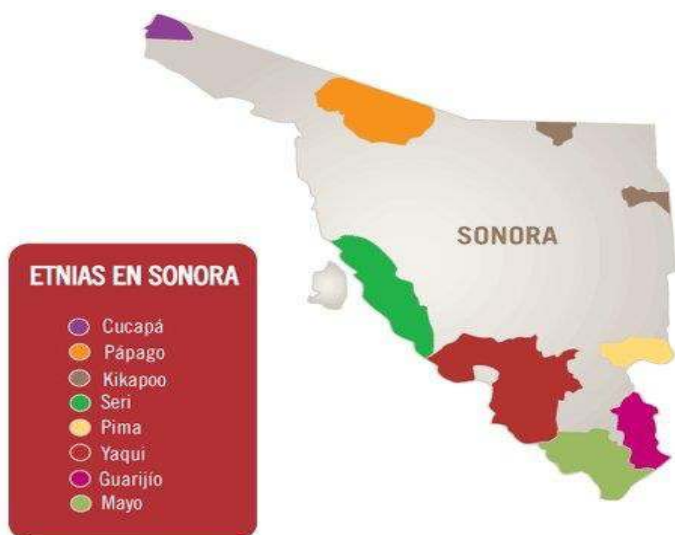 SONORA
ETNIAS EN SONORA
Cucapá
Pápago
Kikapoo
Seri
Pima
Yaqui
Guarijío
Mayo